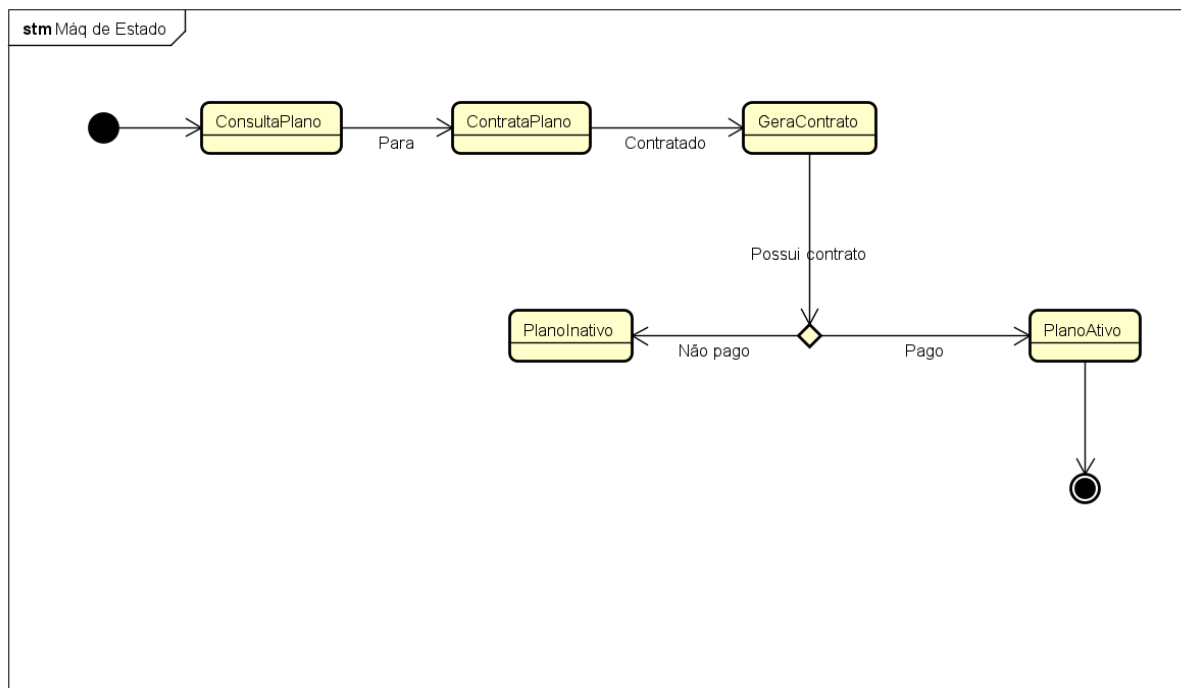 stm Máq de Estado
ConsultaPlano
ContrataPlano
GeraContrato
Para
Contratado
Possui contrato
PlanoInativo
PlanoAtivo
Não pago
Pago